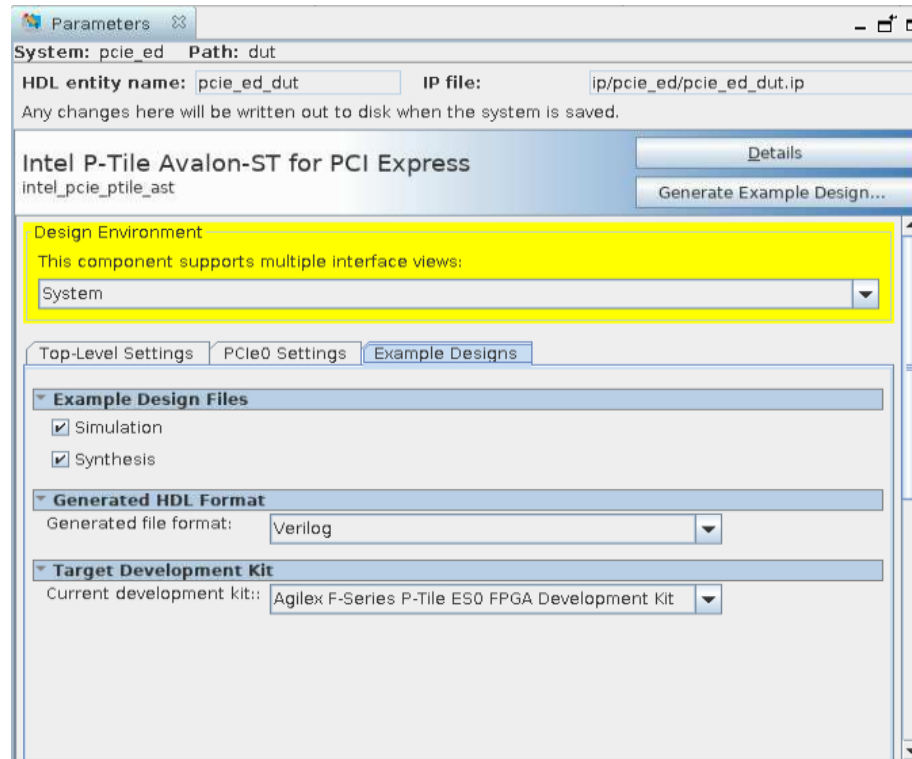 Parameters
System: pcie_ed Path: dut
HDL entity name: pcie_ed_dut IP file: ip/pcie_ed/pcie_ed_dut.ip
Any changes here will be written out to disk when the system is saved.
Intel P-Tile Avalon-ST for PCI Express
intel_pcie_ptile_ast
Details
Generate Example Design...
Design Environment
This component supports multiple interface views:
System
Top-Level Settings PCIe0 Settings Example Designs
Example Design Files
Simulation
Synthesis
Generated HDL Format
Generated file format: Verilog
Target Development Kit
Current development kit:: Agilex F-Series P-Tile ES0 FPGA Development Kit